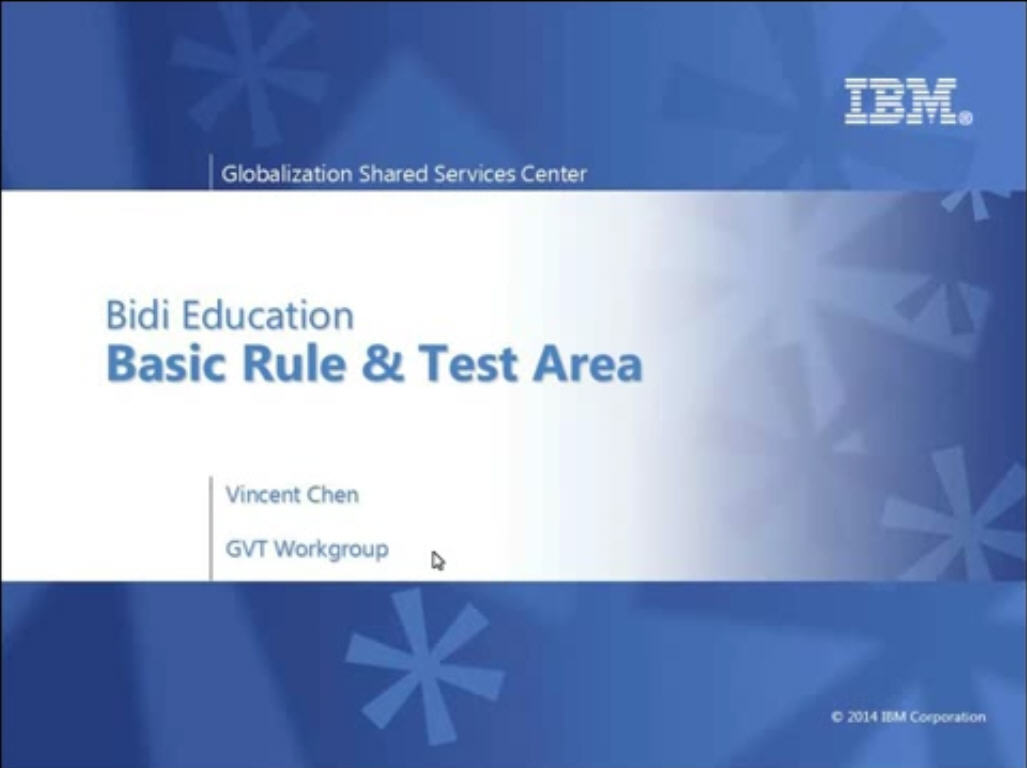 IBM®
Globalization Shared Services Center
Bidi Education
Basic Rule & Test Area
Vincent Chen
GVT Workgroup
© 2014 IBM Corporation